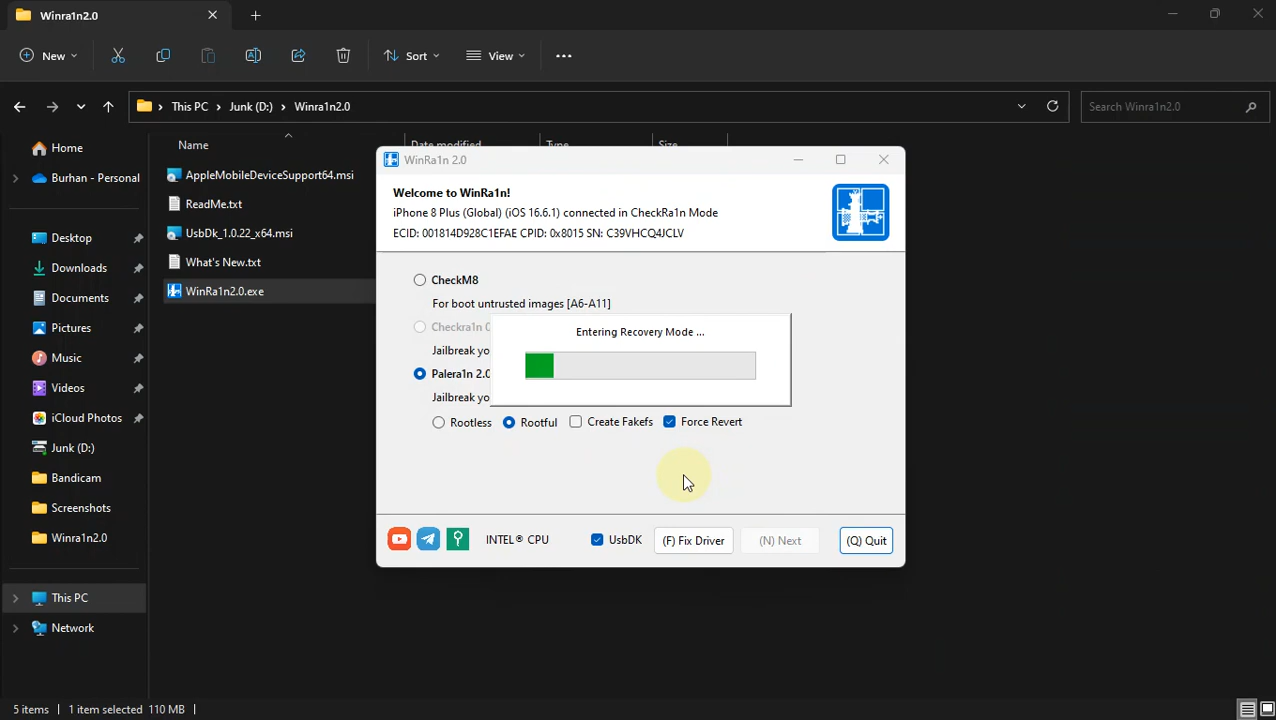 Winra1n2.0
New
Sort
View
This PC
Junk (D:)
Winra1n2.0
Search Winra1n2.0
Home
Burhan - Personal
Desktop
Downloads
Documents
Pictures
Music
Videos
iCloud Photos
Junk (D:)
Bandicam
Screenshots
Winra1n2.0
This PC
Network
Name
Date modified
Type
Size
AppleMobileDeviceSupport64.msi
ReadMe.txt
UsbDk_1.0.22_x64.msi
What's New.txt
WinRa1n2.0.exe
WinRa1n 2.0
Welcome to WinRa1n!
iPhone 8 Plus (Global) (iOS 16.6.1) connected in CheckRa1n Mode
ECID: 001814D928C1EFAE CPID: 0x8015 SN: C39VHCQ4JCLV
CheckM8
For boot untrusted images [A6-A11]
Checkra1n 0
Jailbreak yo
Palera1n 2.0
Jailbreak yo
Entering Recovery Mode ...
Rootless Rootful Create Fakefs Force Revert
INTEL® CPU UsbDK (F) Fix Driver (N) Next (Q) Quit
5 items 1 item selected 110 MB